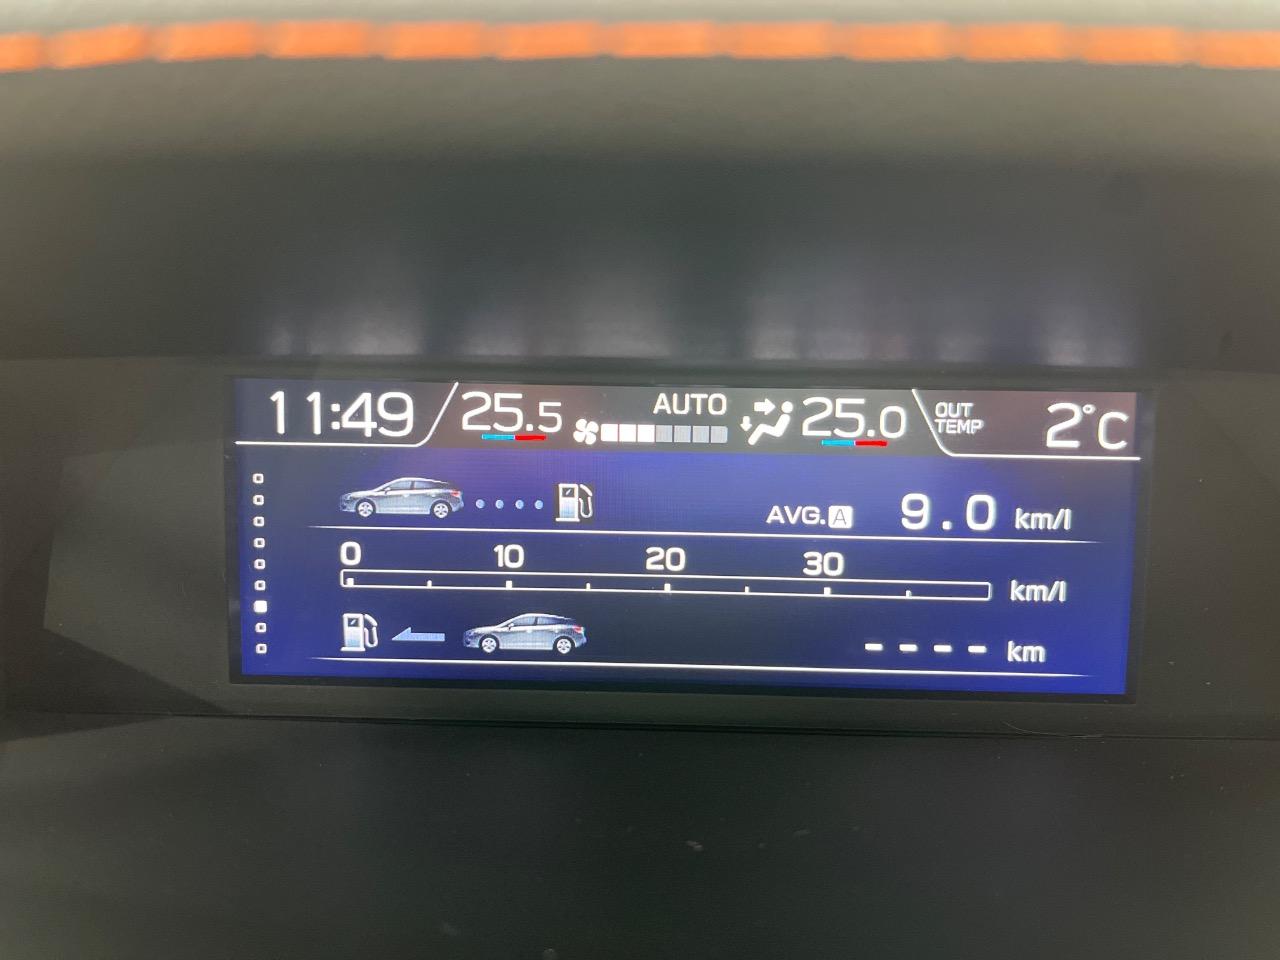 11:49 25.5 AUTO 25.0 OUT TEMP 2°C
AVG.A 9.0 km/l
0 10 20 30 km/l
---- km